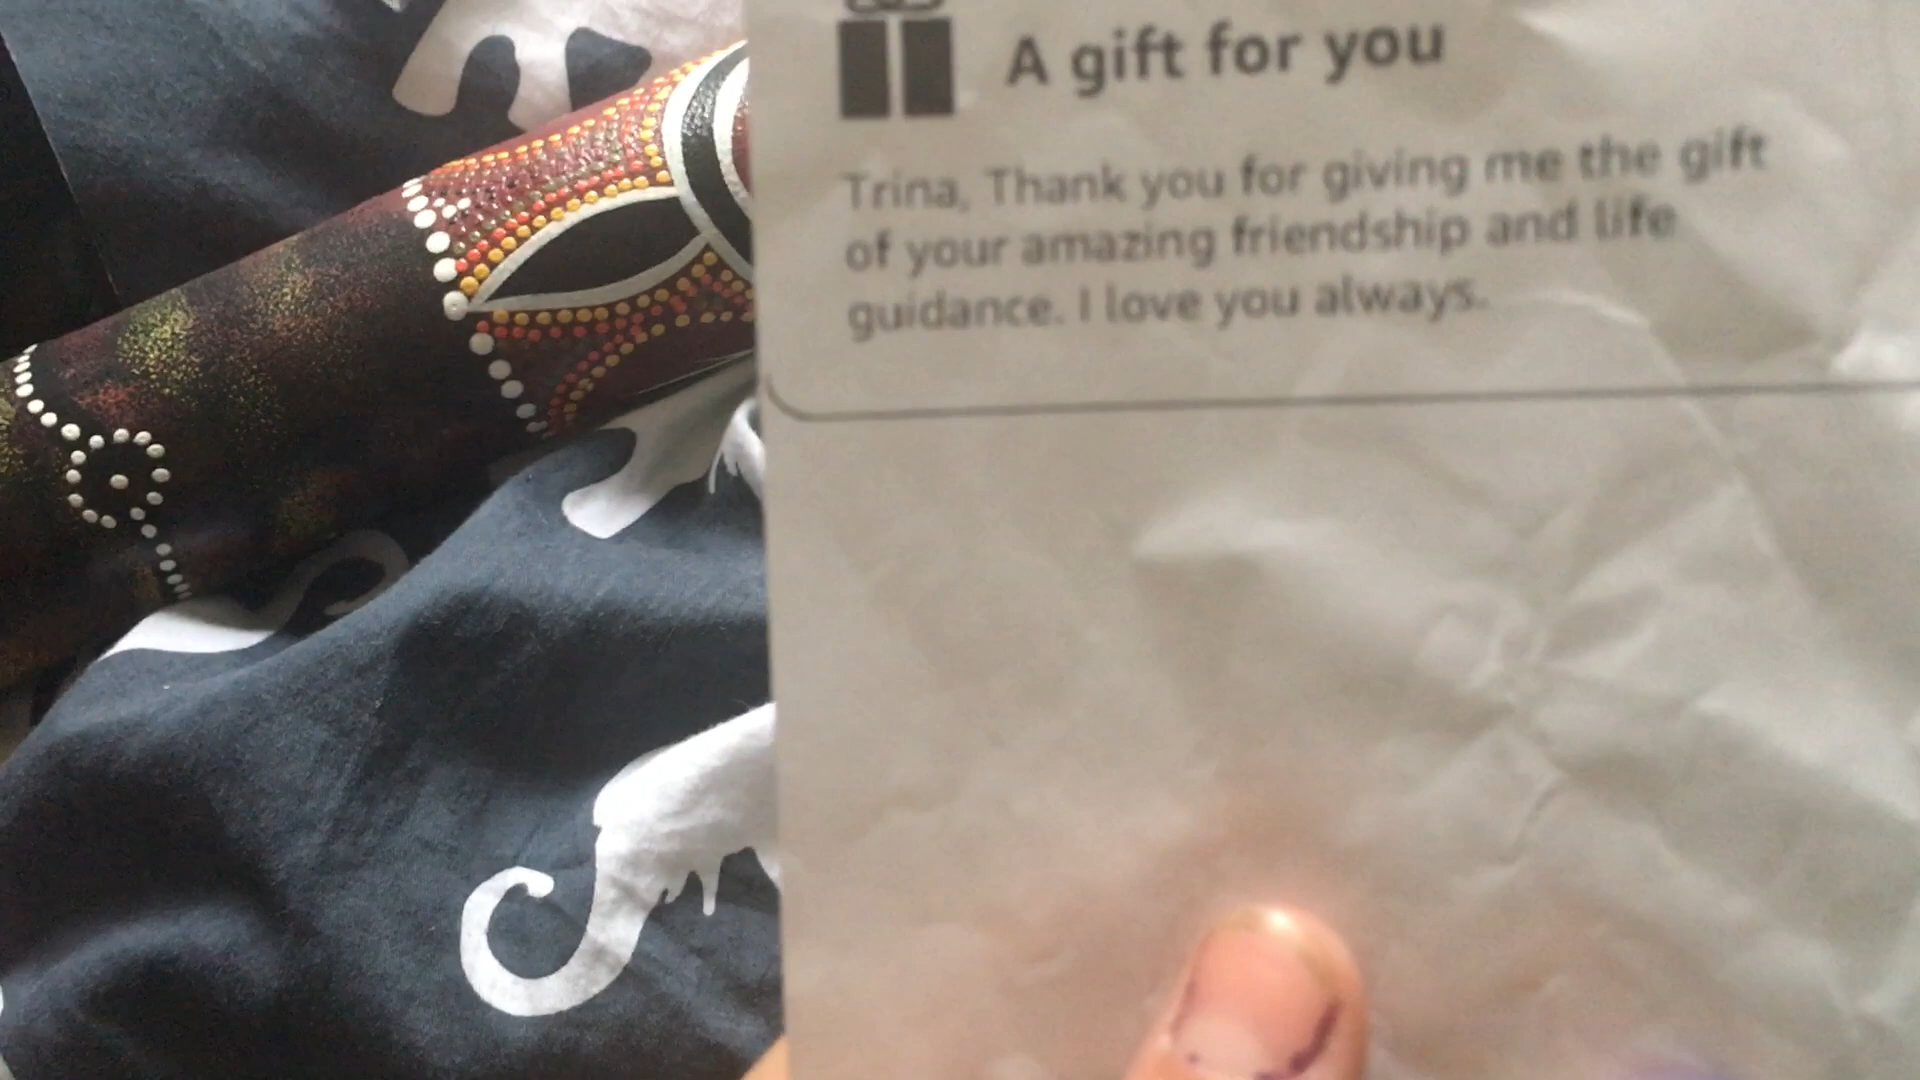 A gift for you
Trina, Thank you for giving me the gift
of your amazing friendship and life
guidance. I love you always.